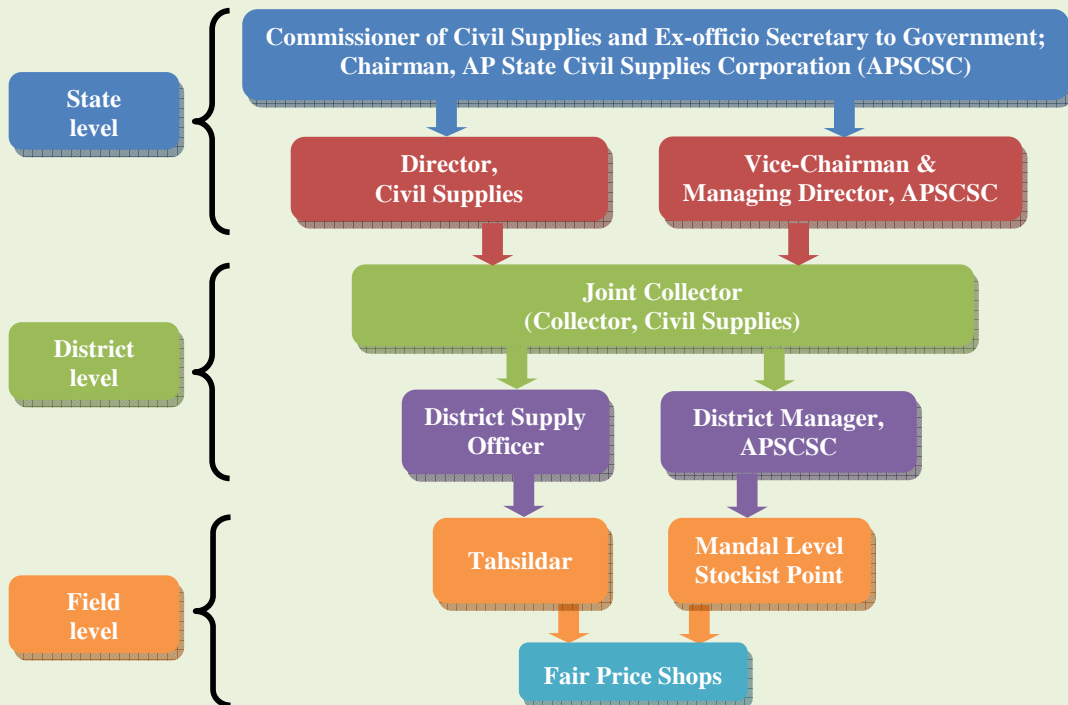 Commissioner of Civil Supplies and Ex-officio Secretary to Government;
Chairman, AP State Civil Supplies Corporation (APSCSC)
State
level
Director,
Civil Supplies
Vice-Chairman &
Managing Director, APSCSC
Joint Collector
(Collector, Civil Supplies)
District
level
District Supply
Officer
District Manager,
APSCSC
Tahsildar
Mandal Level
Stockist Point
Field
level
Fair Price Shops